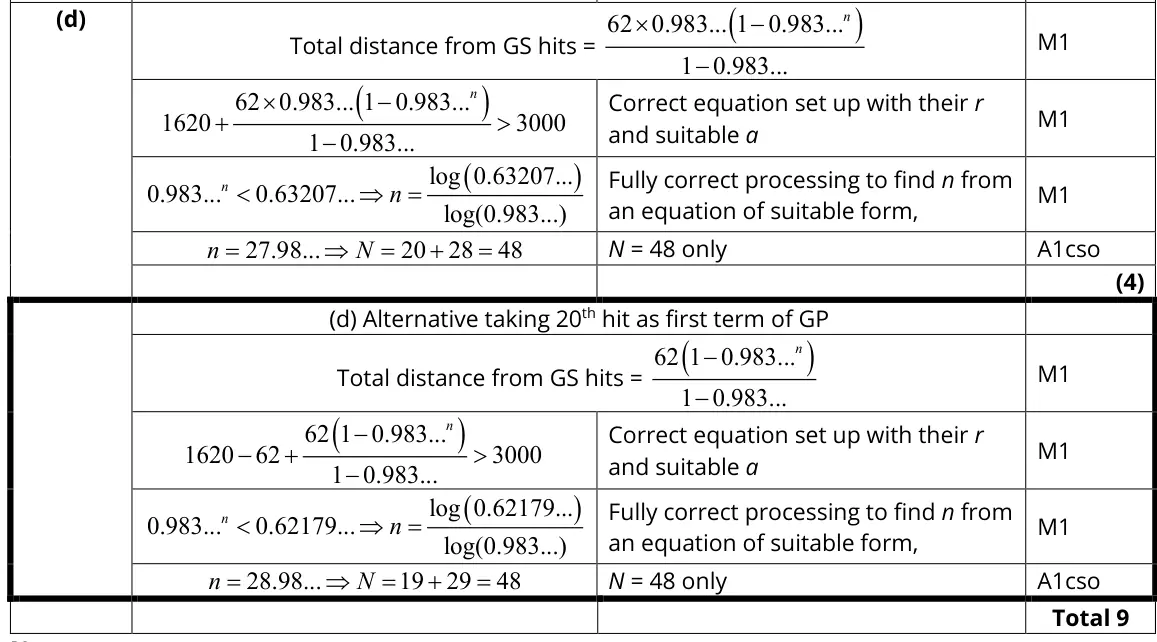 (d)
Total distance from GS hits = 62×0.983...(1−0.983...ⁿ) / 1−0.983...
M1
1620+ 62×0.983...(1−0.983...ⁿ) / 1−0.983... > 3000
Correct equation set up with their r
and suitable a
M1
0.983...ⁿ < 0.63207... ⇒ n = log(0.63207...) / log(0.983...)
Fully correct processing to find n from
an equation of suitable form,
M1
n = 27.98... ⇒ N = 20 + 28 = 48
N = 48 only
A1cso
(4)
(d) Alternative taking 20th hit as first term of GP
Total distance from GS hits = 62(1−0.983...ⁿ) / 1−0.983...
M1
1620−62+ 62(1−0.983...ⁿ) / 1−0.983... > 3000
Correct equation set up with their r
and suitable a
M1
0.983...ⁿ < 0.62179... ⇒ n = log(0.62179...) / log(0.983...)
Fully correct processing to find n from
an equation of suitable form,
M1
n = 28.98... ⇒ N = 19 + 29 = 48
N = 48 only
A1cso
Total 9